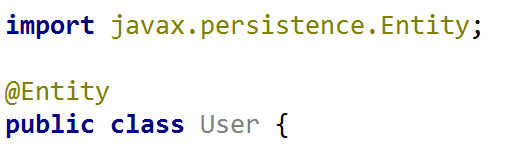 import javax.persistence.Entity;
@Entity
public class User {